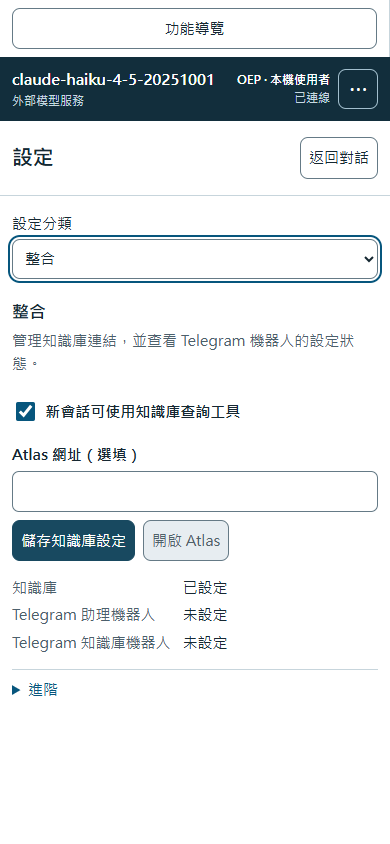 功能導覽
claude-haiku-4-5-20251001
外部模型服務
OEP · 本機使用者
已連線
...
設定
返回對話
設定分類
整合
整合
管理知識庫連結，並查看 Telegram 機器人的設定狀
態。
新會話可使用知識庫查詢工具
Atlas 網址（選填）
儲存知識庫設定
開啟 Atlas
知識庫 已設定
Telegram 助理機器人 未設定
Telegram 知識庫機器人 未設定
進階